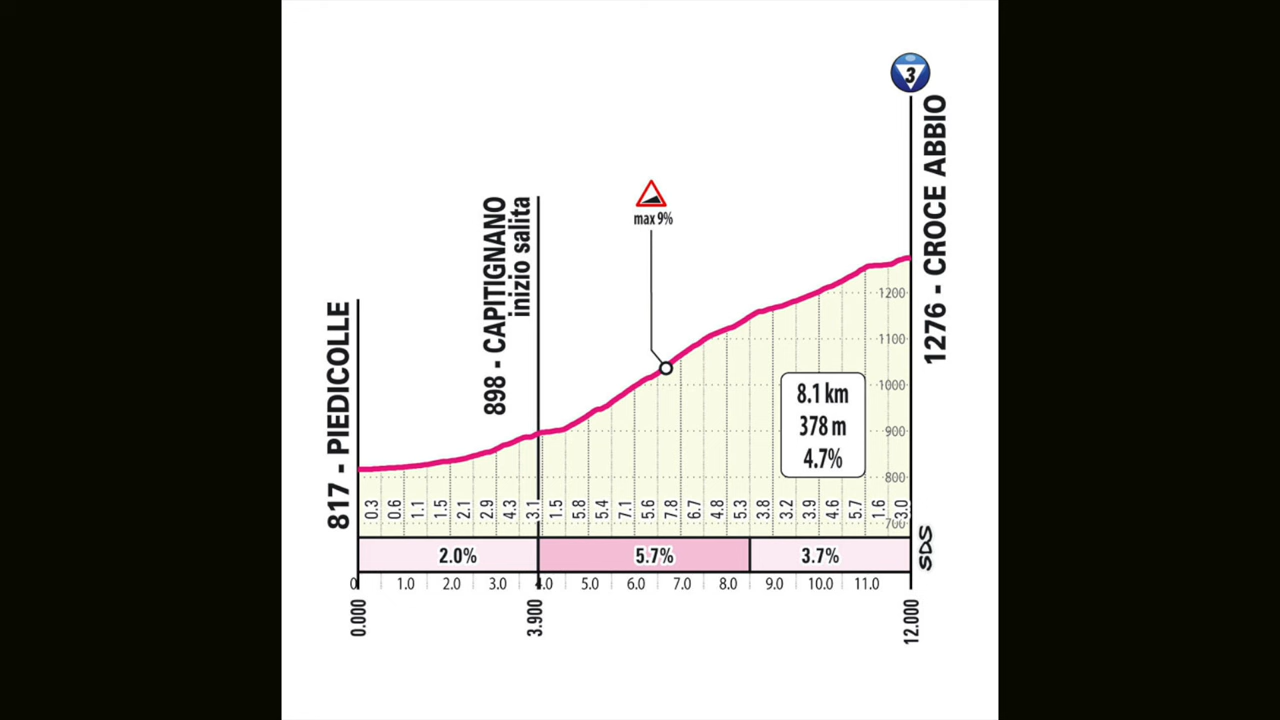 3
1276 - CROCE ABBIO
max 9%
898 - CAPITIGNANO
inizio salita
817 - PIEDICOLLE
1200
1100
1000
900
800
700
8.1 km
378 m
4.7%
0.3 0.6 1.1 1.5 2.1 2.9 4.3 3.1 1.5 5.8 5.4 7.1 5.6 7.8 6.7 4.8 5.3 3.8 3.2 3.9 4.6 5.7 1.6 3.0
2.0% 5.7% 3.7%
SDS
0 1.0 2.0 3.0 4.0 5.0 6.0 7.0 8.0 9.0 10.0 11.0
0.000 3.900 12.000